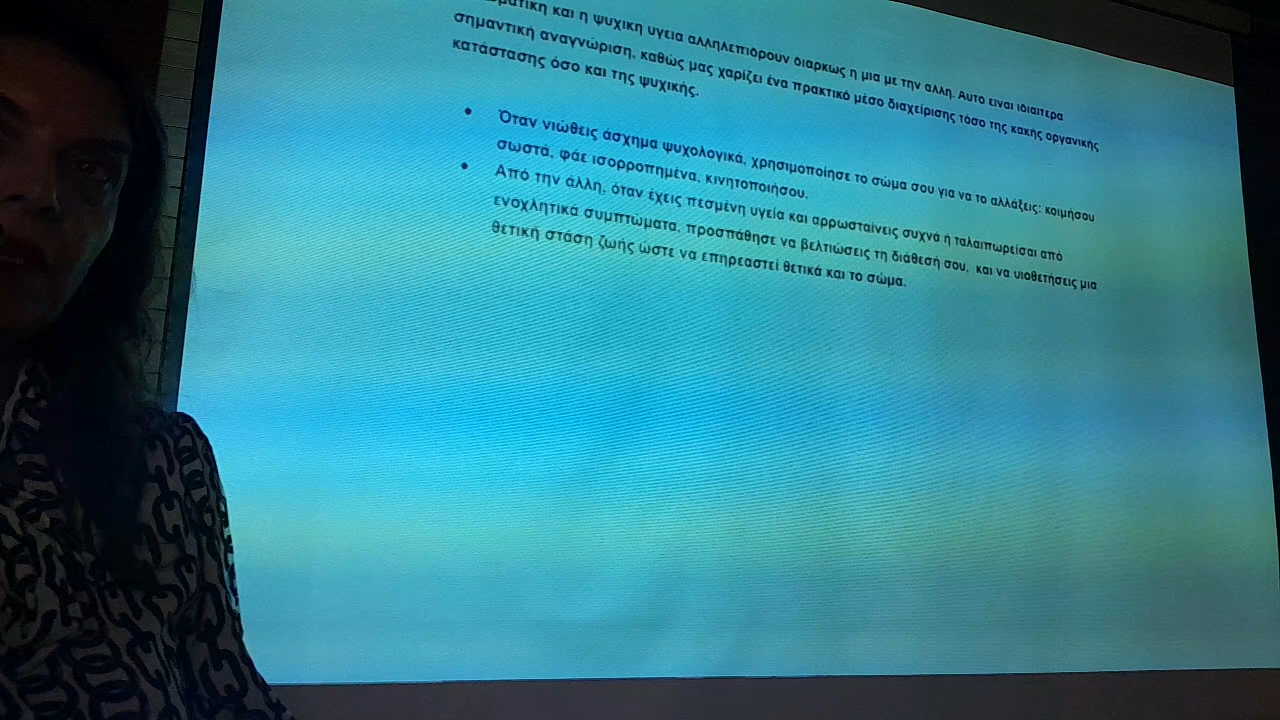 και η ψυχική υγεία αλληλεπιδρούν διαρκώς η μια με την άλλη. Αυτό είναι ιδιαίτερα
σημαντική αναγνώριση, καθώς μας χαρίζει ένα πρακτικό μέσο διαχείρισης τόσο της κακής οργανικής
κατάστασης όσο και της ψυχικής.
• Όταν νιώθεις άσχημα ψυχολογικά, χρησιμοποίησε το σώμα σου για να το αλλάξεις: κοιμήσου
σωστά, φάε ισορροπημένα, κινητοποιήσου.
• Από την άλλη, όταν έχεις πεσμένη υγεία και αρρωσταίνεις συχνά ή ταλαιπωρείσαι από
ενοχλητικά συμπτώματα, προσπάθησε να βελτιώσεις τη διάθεσή σου, και να υιοθετήσεις μια
θετική στάση ζωής ώστε να επηρεαστεί θετικά και το σώμα.